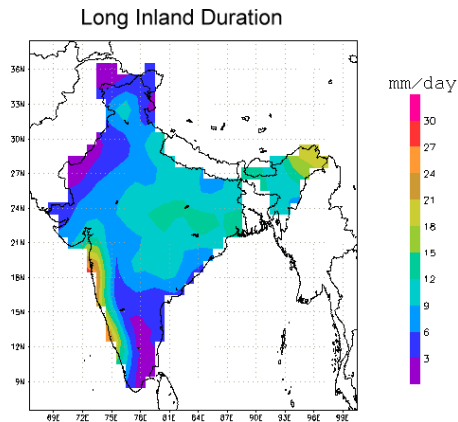 Long Inland Duration
mm/day
36N
33N
30N
27N
24N
21N
18N
15N
12N
9N
69E 72E 75E 78E 81E 84E 87E 90E 93E 96E 99E
30
27
24
21
18
15
12
9
6
3